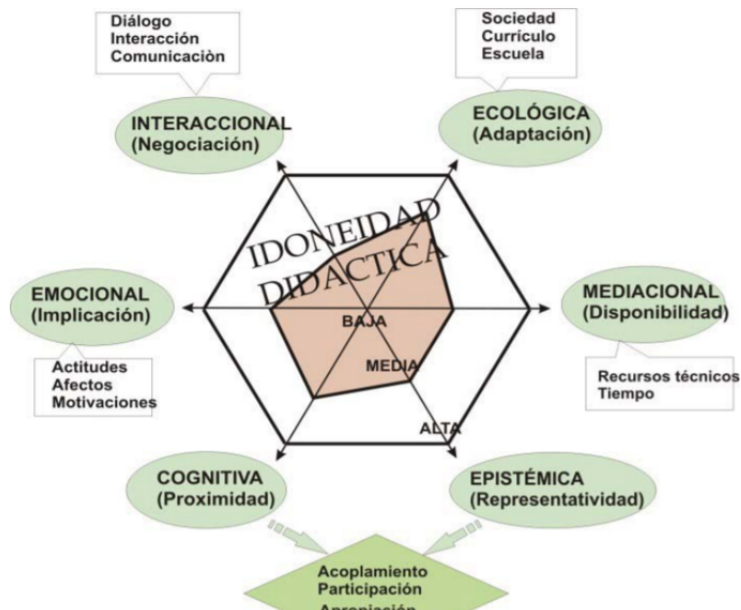 Diálogo
Interacción
Comunicaciòn
Sociedad
Currículo
Escuela
INTERACCIONAL
(Negociación)
ECOLÓGICA
(Adaptación)
IDONEIDAD
DIDACTICA
EMOCIONAL
(Implicación)
MEDIACIONAL
(Disponibilidad)
BAJA
MEDIA
ALTA
Actitudes
Afectos
Motivaciones
Recursos técnicos
Tiempo
COGNITIVA
(Proximidad)
EPISTÉMICA
(Representatividad)
Acoplamiento
Participación
Apropiación